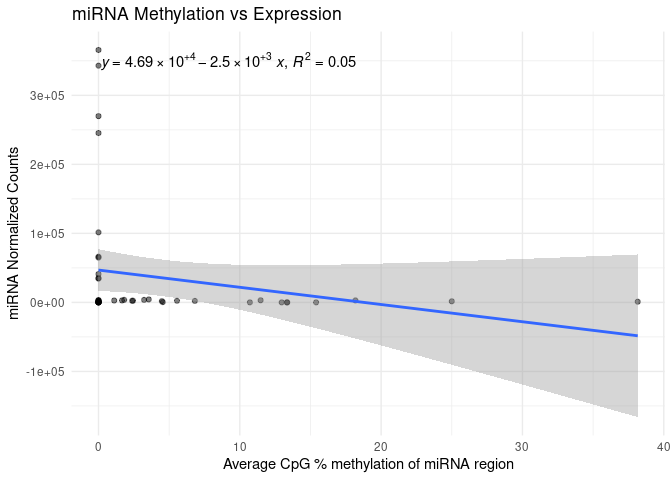 miRNA Methylation vs Expression
y = 4.69 × 10⁺⁴ – 2.5 × 10⁺³ x, R² = 0.05
miRNA Normalized Counts
3e+05
2e+05
1e+05
0e+00
-1e+05
0 10 20 30 40
Average CpG % methylation of miRNA region